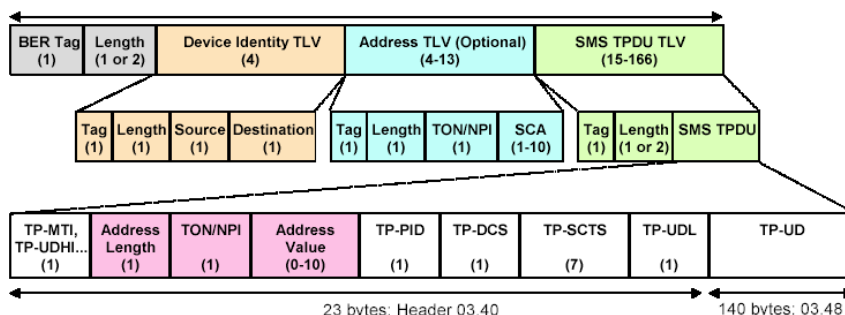 BER Tag
(1)
Length
(1 or 2)
Device Identity TLV
(4)
Address TLV (Optional)
(4-13)
SMS TPDU TLV
(15-166)
Tag
(1)
Length
(1)
Source
(1)
Destination
(1)
Tag
(1)
Length
(1)
TON/NPI
(1)
SCA
(1-10)
Tag
(1)
Length
(1 or 2)
SMS TPDU
TP-MTI,
TP-UDHI...
(1)
Address
Length
(1)
TON/NPI
(1)
Address
Value
(0-10)
TP-PID
(1)
TP-DCS
(1)
TP-SCTS
(7)
TP-UDL
(1)
TP-UD
23 bytes: Header 03.40
140 bytes: 03.48